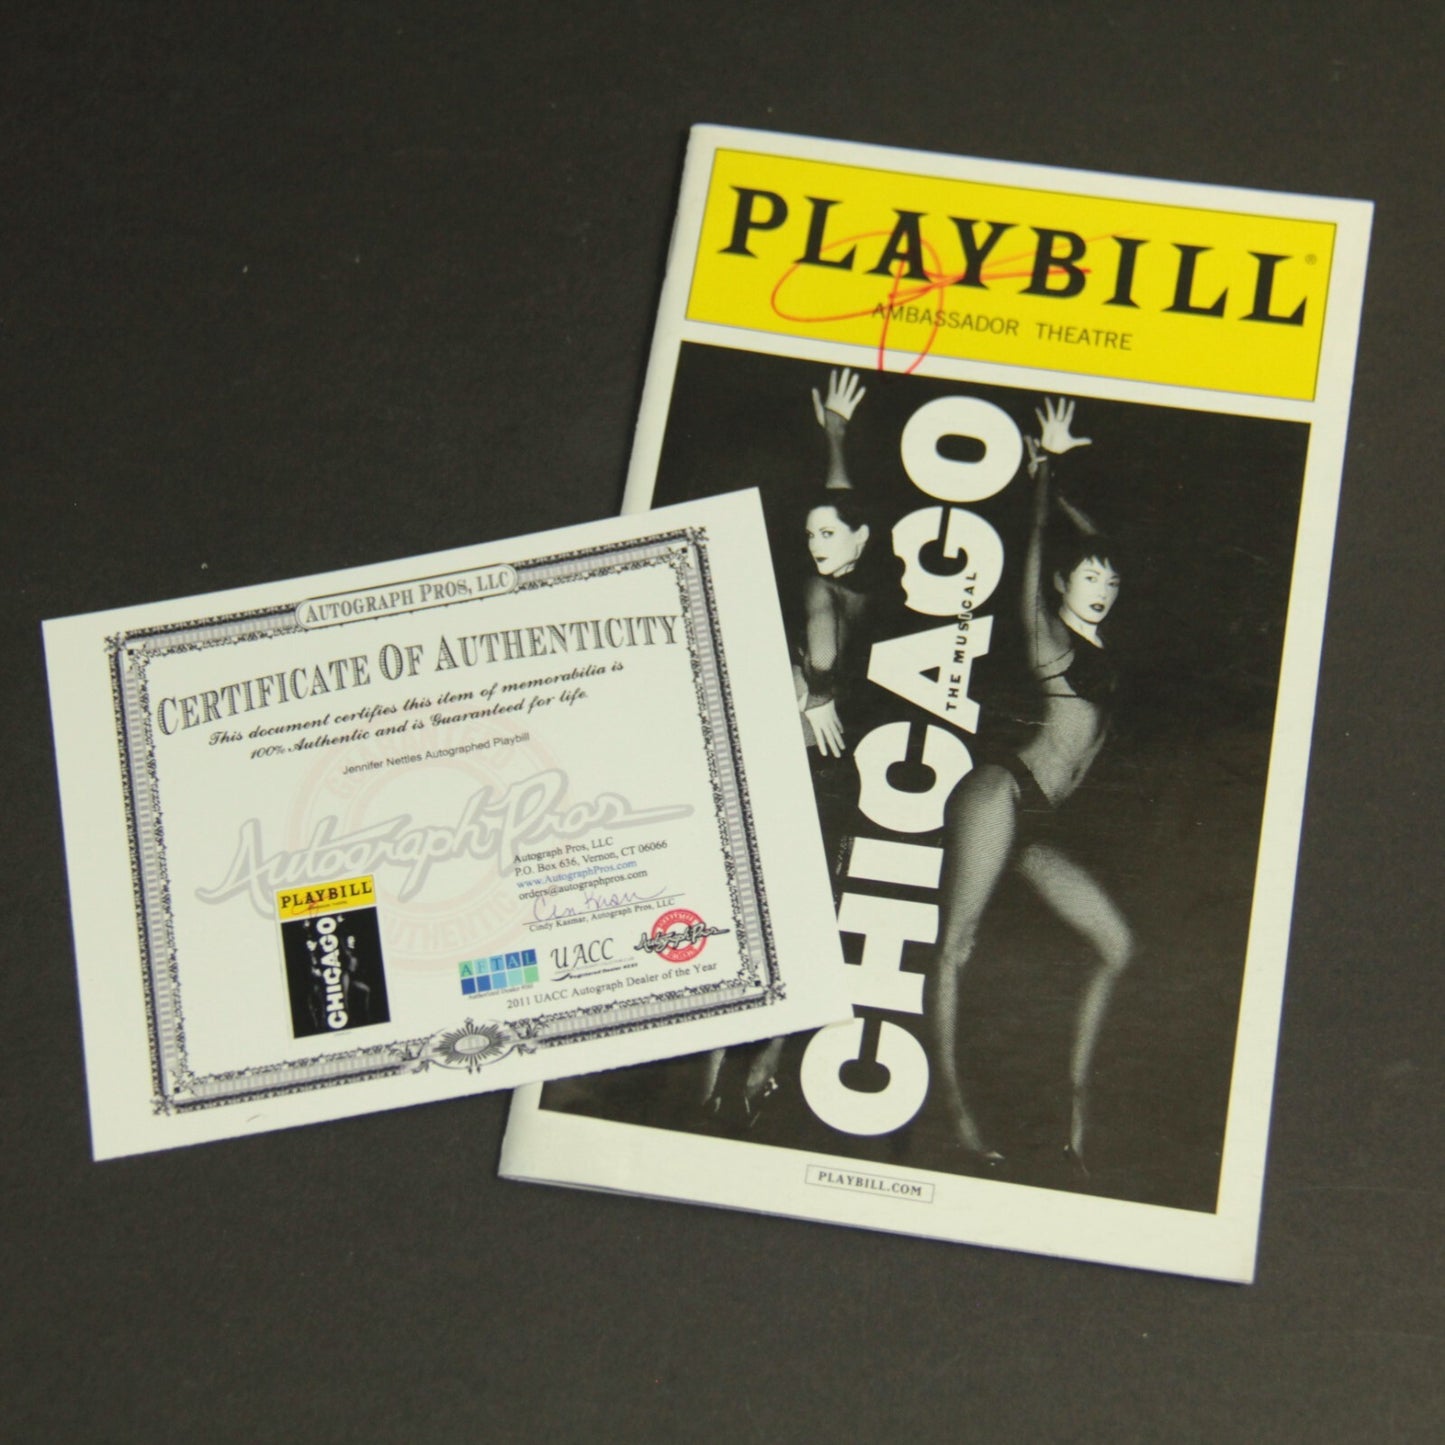 PLAYBILL®
AMBASSADOR THEATRE
CHICAGO
THE MUSICAL
PLAYBILL.COM
AUTOGRAPH PROS, LLC
CERTIFICATE OF AUTHENTICITY
This document certifies this item of memorabilia is
100% Authentic and is Guaranteed for life.
Jennifer Nettles Autographed Playbill
Autograph Pros
Autograph Pros, LLC
P.O. Box 636, Vernon, CT 06066
www.AutographPros.com
orders@autographpros.com
Cindy Kazmar, Autograph Pros, LLC
PLAYBILL
CHICAGO
AFTAL
UACC
Autograph Pros
2011 UACC Autograph Dealer of the Year